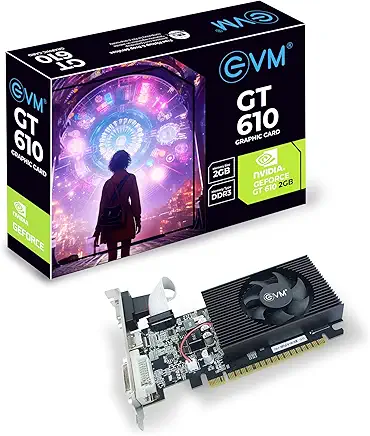 EVM®
GT
610
GRAPHIC CARD
GEFORCE
EVM®
GT
610
GRAPHIC CARD
2GB
DDR3
NVIDIA.
GEFORCE
GT 610 2GB
EVM